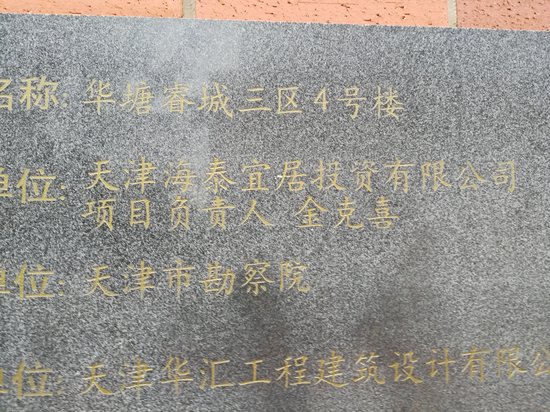 名称: 华塘睿城三区4号楼
单位: 天津海泰宜居投资有限公司
项目负责人 金克喜
单位: 天津市勘察院
单位: 天津华汇工程建筑设计有限公